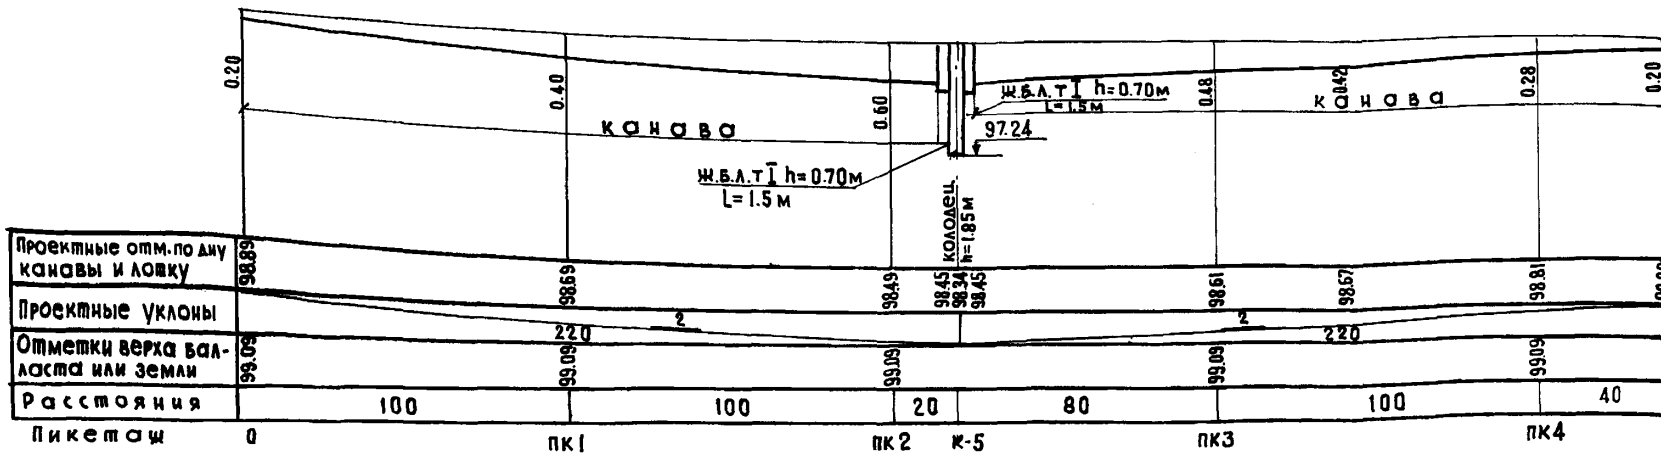 0.20
0.40
0.60
0.48
0.42
0.28
0.20
Ж.Б.Л.Т I h=0.70м
L=1.5м
канава
97.24
канава
Ж.Б.Л.Т I h=0.70м
L=1.5м
колодец
h=1.85м
Проектные отм. по дну
канавы и лотку
98.89
98.69
98.49
98.45
98.34
98.45
98.61
98.67
98.81
Проектные уклоны
2
220
2
220
Отметки верха бал-
ласта или земли
99.09
99.09
99.09
99.09
99.09
Расстояния
100
100
20
80
100
40
Пикетаж
0
ПК1
ПК2
К-5
ПК3
ПК4